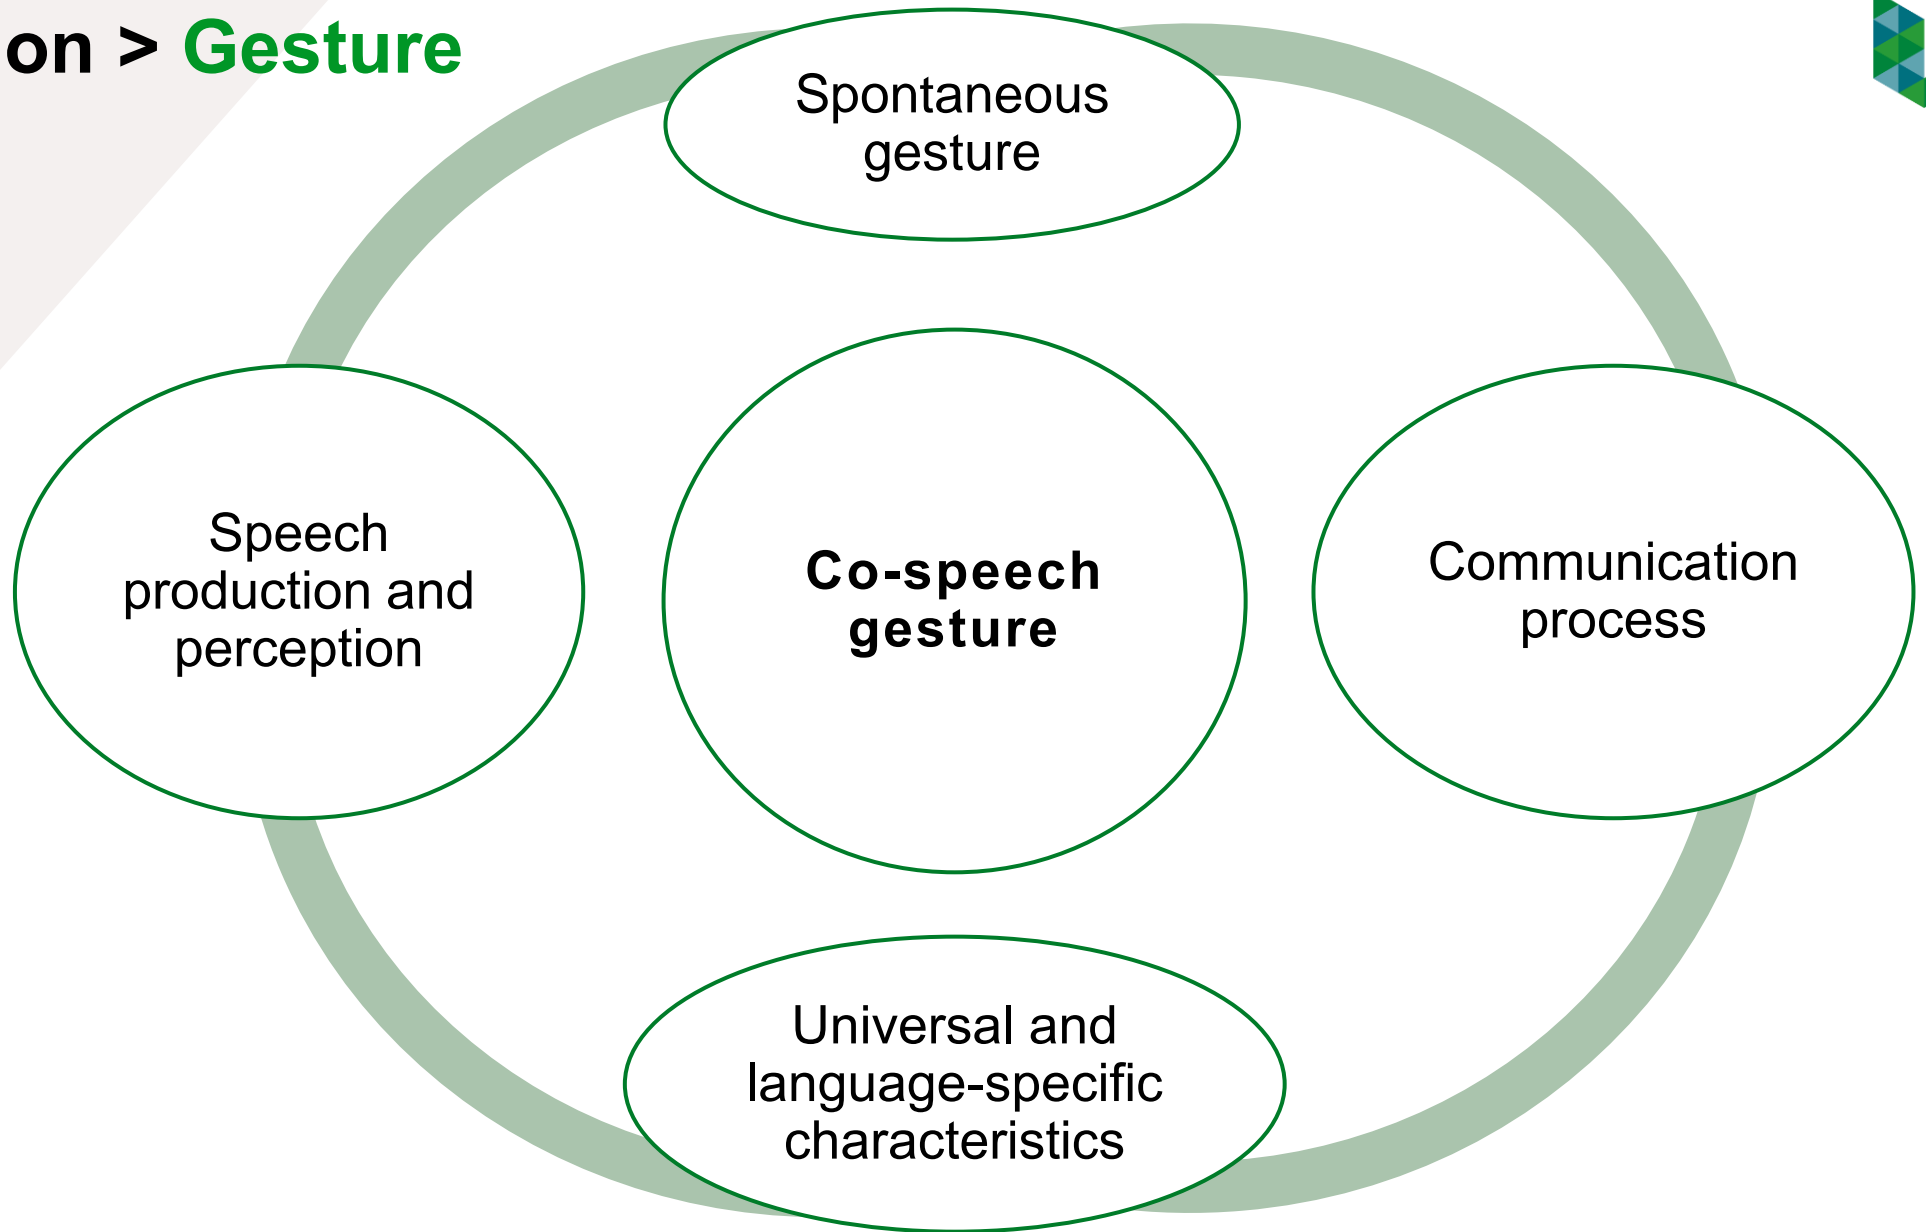 on > Gesture
Spontaneous
gesture
Speech
production and
perception
Co-speech
gesture
Communication
process
Universal and
language-specific
characteristics